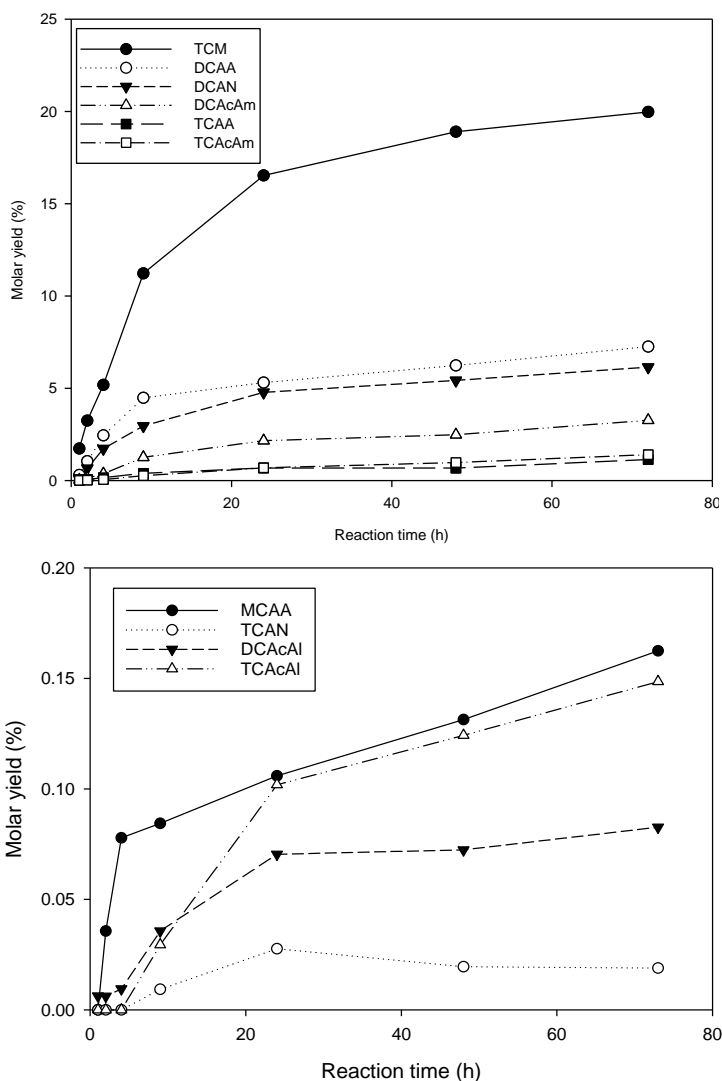 25
20
15
10
5
0
Molar yield (%)
TCM
DCAA
DCAN
DCAcAm
TCAA
TCAcAm
0 20 40 60 80
Reaction time (h)
0.20
0.15
0.10
0.05
0.00
Molar yield (%)
MCAA
TCAN
DCAcAl
TCAcAl
0 20 40 60 80
Reaction time (h)